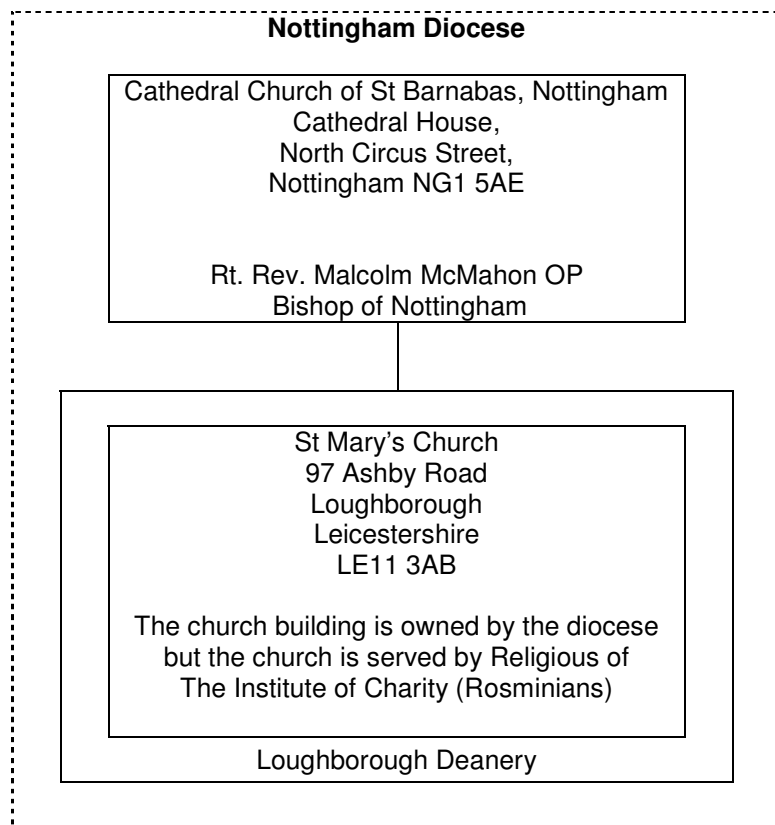 Nottingham Diocese
Cathedral Church of St Barnabas, Nottingham
Cathedral House,
North Circus Street,
Nottingham NG1 5AE
Rt. Rev. Malcolm McMahon OP
Bishop of Nottingham
St Mary's Church
97 Ashby Road
Loughborough
Leicestershire
LE11 3AB
The church building is owned by the diocese
but the church is served by Religious of
The Institute of Charity (Rosminians)
Loughborough Deanery